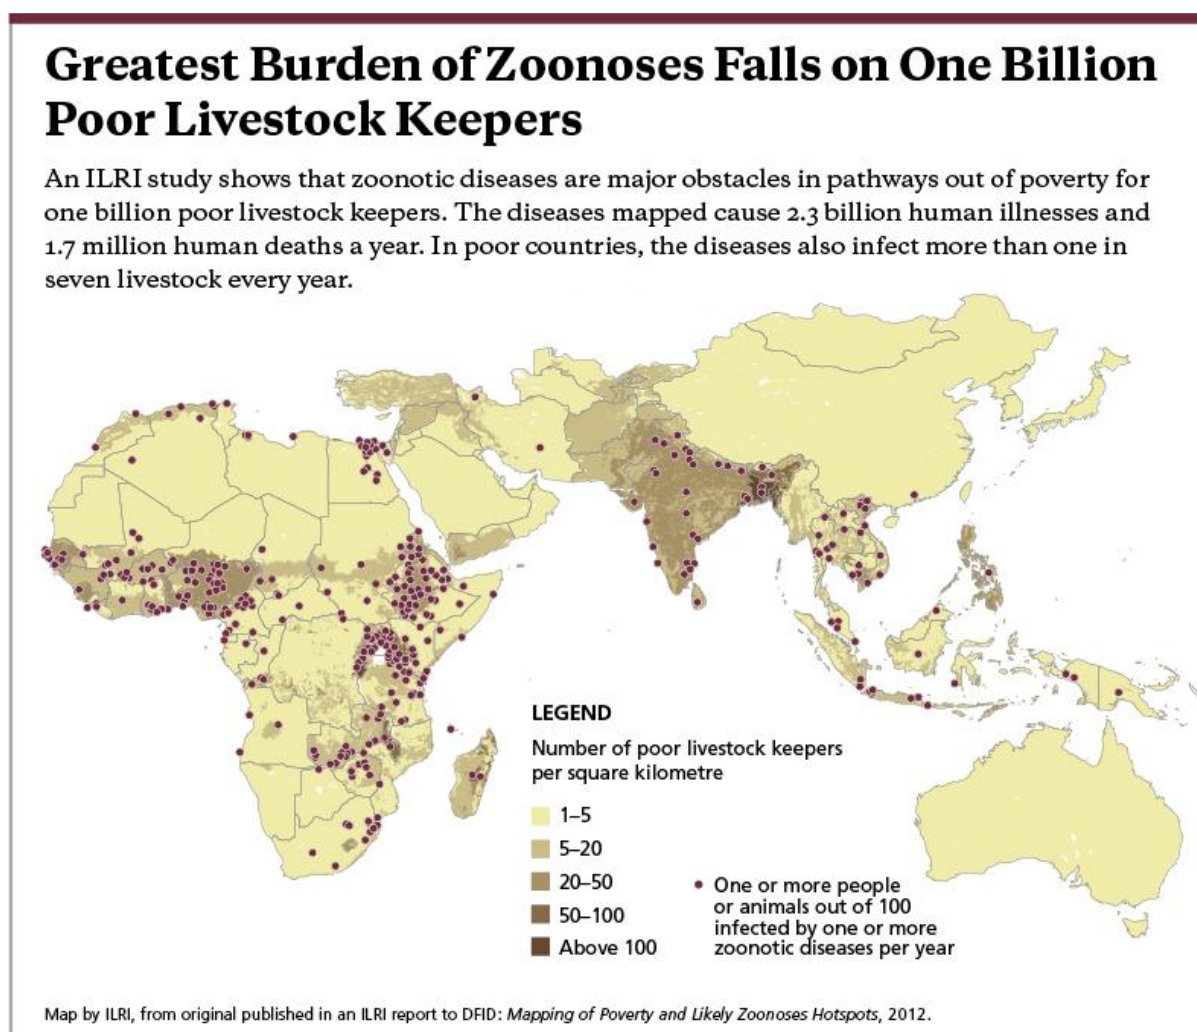 Greatest Burden of Zoonoses Falls on One Billion
Poor Livestock Keepers
An ILRI study shows that zoonotic diseases are major obstacles in pathways out of poverty for
one billion poor livestock keepers. The diseases mapped cause 2.3 billion human illnesses and
1.7 million human deaths a year. In poor countries, the diseases also infect more than one in
seven livestock every year.
LEGEND
Number of poor livestock keepers
per square kilometre
1–5
5–20
20–50
50–100
Above 100
One or more people
or animals out of 100
infected by one or more
zoonotic diseases per year
Map by ILRI, from original published in an ILRI report to DFID: Mapping of Poverty and Likely Zoonoses Hotspots, 2012.